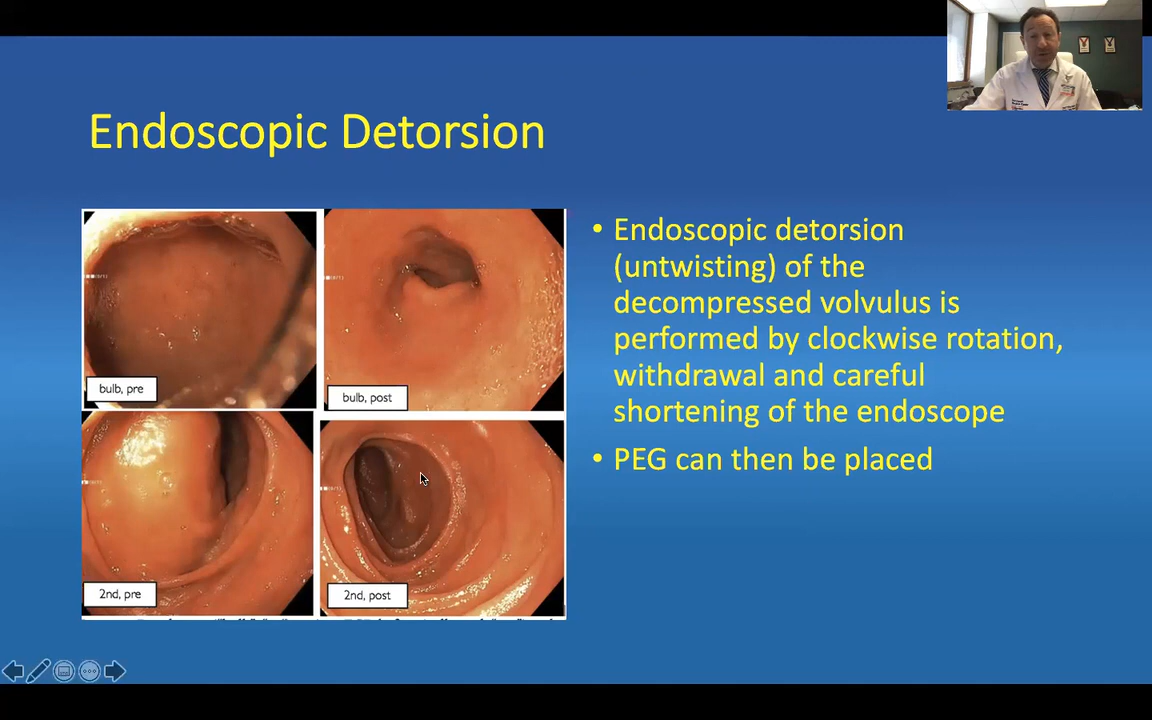 Endoscopic Detorsion
bulb, pre
bulb, post
2nd, pre
2nd, post
• Endoscopic detorsion
(untwisting) of the
decompressed volvulus is
performed by clockwise rotation,
withdrawal and careful
shortening of the endoscope
• PEG can then be placed